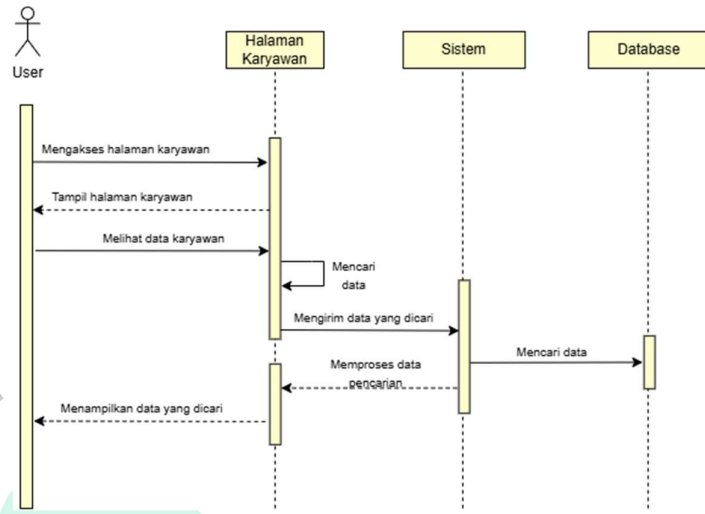 User
Halaman
Karyawan
Sistem
Database
Mengakses halaman karyawan
Tampil halaman karyawan
Melihat data karyawan
Mencari
data
Mengirim data yang dicari
Mencari data
Memproses data
pencarian
Menampilkan data yang dicari